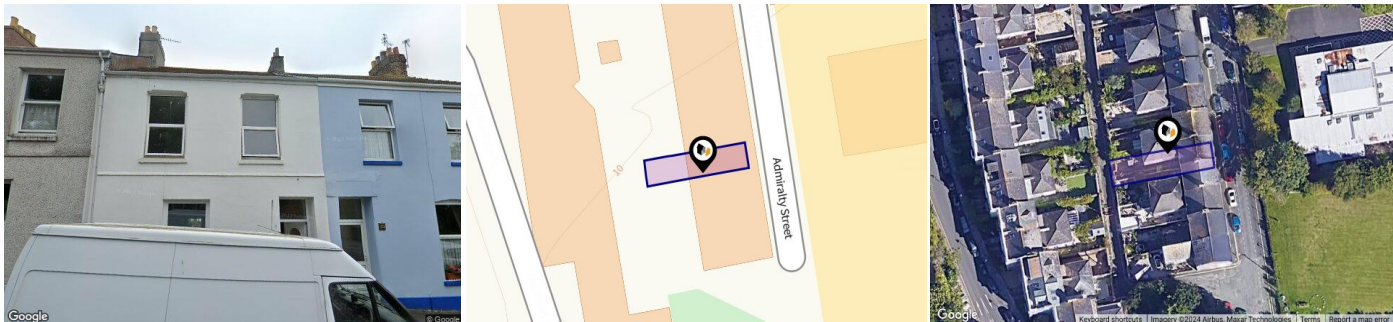 Google
© Google
10
Admiralty Street
Google
Keyboard shortcuts
Imagery ©2024 Airbus, Maxar Technologies
Terms
Report a map error